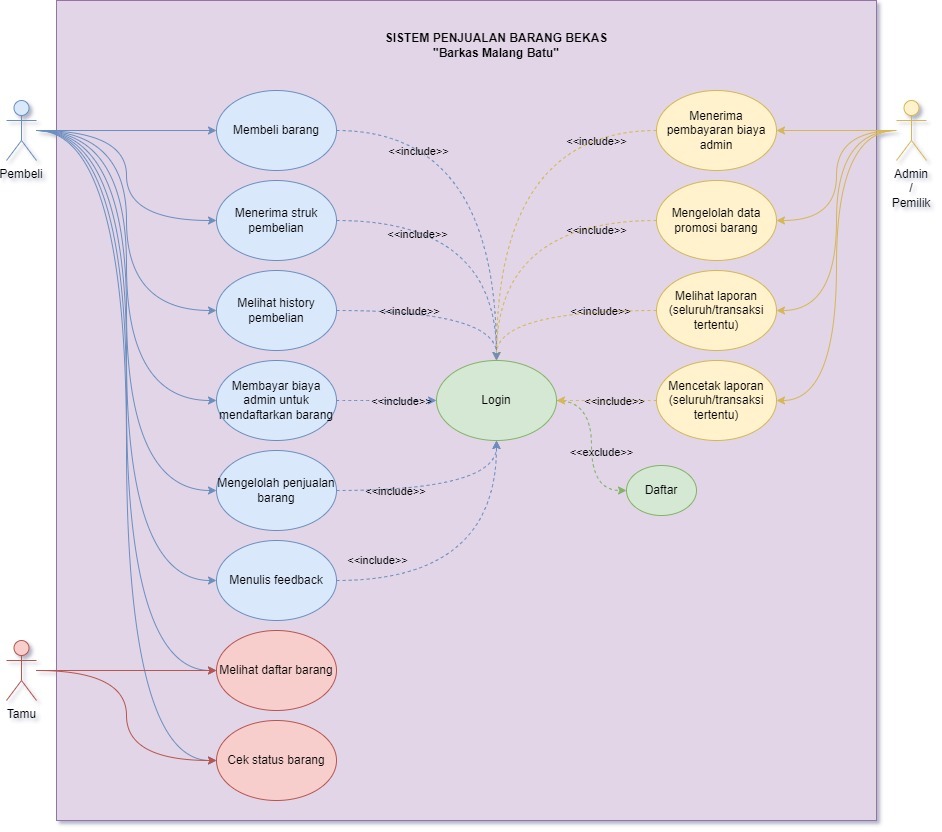 SISTEM PENJUALAN BARANG BEKAS
"Barkas Malang Batu"
Pembeli
Membeli barang
<<include>>
Menerima struk
pembelian
<<include>>
Melihat history
pembelian
<<include>>
Membayar biaya
admin untuk
mendaftarkan barang
<<include>>
Mengelolah penjualan
barang
<<include>>
Menulis feedback
<<include>>
Melihat daftar barang
Cek status barang
Tamu
Login
<<exclude>>
Daftar
Menerima
pembayaran biaya
admin
<<include>>
Mengelolah data
promosi barang
<<include>>
Melihat laporan
(seluruh/transaksi
tertentu)
<<include>>
Mencetak laporan
(seluruh/transaksi
tertentu)
<<include>>
Admin
/
Pemilik